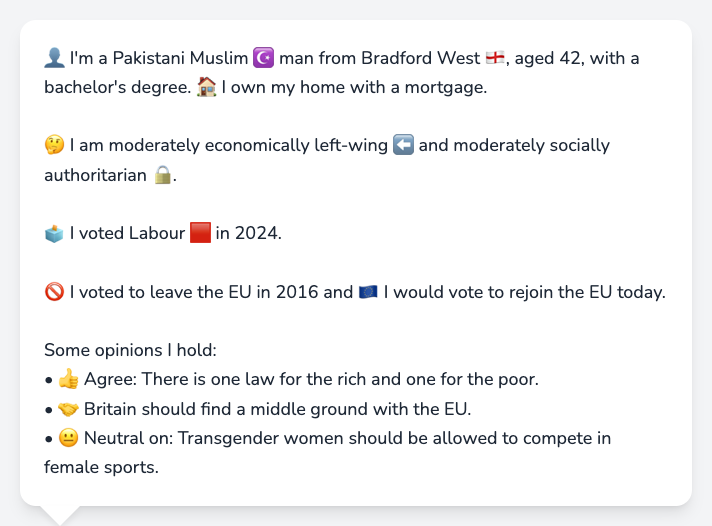 👤 I'm a Pakistani Muslim ☪️ man from Bradford West 🏴󠁧󠁢󠁥󠁮󠁧󠁿, aged 42, with a
bachelor's degree. 🏠 I own my home with a mortgage.
🤔 I am moderately economically left-wing ⬅️ and moderately socially
authoritarian 🔒.
🗳️ I voted Labour 🟥 in 2024.
🚫 I voted to leave the EU in 2016 and 🇪🇺 I would vote to rejoin the EU today.
Some opinions I hold:
• 👍 Agree: There is one law for the rich and one for the poor.
• 🤝 Britain should find a middle ground with the EU.
• 😐 Neutral on: Transgender women should be allowed to compete in
female sports.